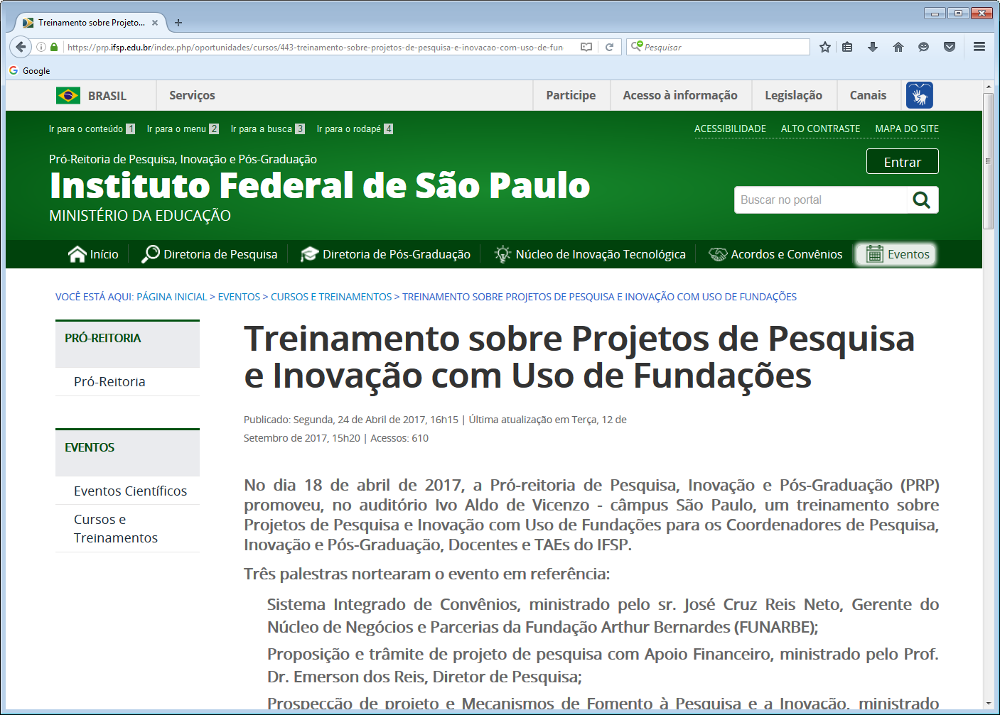 Treinamento sobre Projeto...
https://prp.ifsp.edu.br/index.php/oportunidades/cursos/443-treinamento-sobre-projetos-de-pesquisa-e-inovacao-com-uso-de-fun
Pesquisar
Google
BRASIL
Serviços
Participe
Acesso à informação
Legislação
Canais
Ir para o conteúdo 1
Ir para o menu 2
Ir para a busca 3
Ir para o rodapé 4
ACESSIBILIDADE
ALTO CONTRASTE
MAPA DO SITE
Pró-Reitoria de Pesquisa, Inovação e Pós-Graduação
Instituto Federal de São Paulo
MINISTÉRIO DA EDUCAÇÃO
Entrar
Buscar no portal
Início
Diretoria de Pesquisa
Diretoria de Pós-Graduação
Núcleo de Inovação Tecnológica
Acordos e Convênios
Eventos
VOCÊ ESTÁ AQUI: PÁGINA INICIAL > EVENTOS > CURSOS E TREINAMENTOS > TREINAMENTO SOBRE PROJETOS DE PESQUISA E INOVAÇÃO COM USO DE FUNDAÇÕES
PRÓ-REITORIA
Pró-Reitoria
EVENTOS
Eventos Científicos
Cursos e
Treinamentos
Treinamento sobre Projetos de Pesquisa
e Inovação com Uso de Fundações
Publicado: Segunda, 24 de Abril de 2017, 16h15 | Última atualização em Terça, 12 de
Setembro de 2017, 15h20 | Acessos: 610
No dia 18 de abril de 2017, a Pró-reitoria de Pesquisa, Inovação e Pós-Graduação (PRP)
promoveu, no auditório Ivo Aldo de Vicenzo - câmpus São Paulo, um treinamento sobre
Projetos de Pesquisa e Inovação com Uso de Fundações para os Coordenadores de Pesquisa,
Inovação e Pós-Graduação, Docentes e TAEs do IFSP.
Três palestras nortearam o evento em referência:
Sistema Integrado de Convênios, ministrado pelo sr. José Cruz Reis Neto, Gerente do
Núcleo de Negócios e Parcerias da Fundação Arthur Bernardes (FUNARBE);
Proposição e trâmite de projeto de pesquisa com Apoio Financeiro, ministrado pelo Prof.
Dr. Emerson dos Reis, Diretor de Pesquisa;
Prospecção de projeto e Mecanismos de Fomento à Pesquisa e a Inovação, ministrado